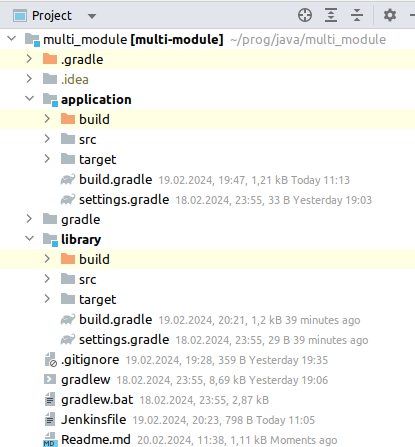 Project
multi_module [multi-module] ~/prog/java/multi_module
.gradle
.idea
application
build
src
target
build.gradle 19.02.2024, 19:47, 1,21 kB Today 11:13
settings.gradle 18.02.2024, 23:55, 33 B Yesterday 19:03
gradle
library
build
src
target
build.gradle 19.02.2024, 20:21, 1,2 kB 39 minutes ago
settings.gradle 18.02.2024, 23:55, 29 B Yesterday 19:03
.gitignore 19.02.2024, 19:28, 359 B Yesterday 19:35
gradlew 18.02.2024, 23:55, 8,69 kB Yesterday 19:06
gradlew.bat 18.02.2024, 23:55, 2,87 kB
Jenkinsfile 19.02.2024, 20:23, 798 B Today 11:05
MD Readme.md 20.02.2024, 11:38, 1,11 kB Moments ago